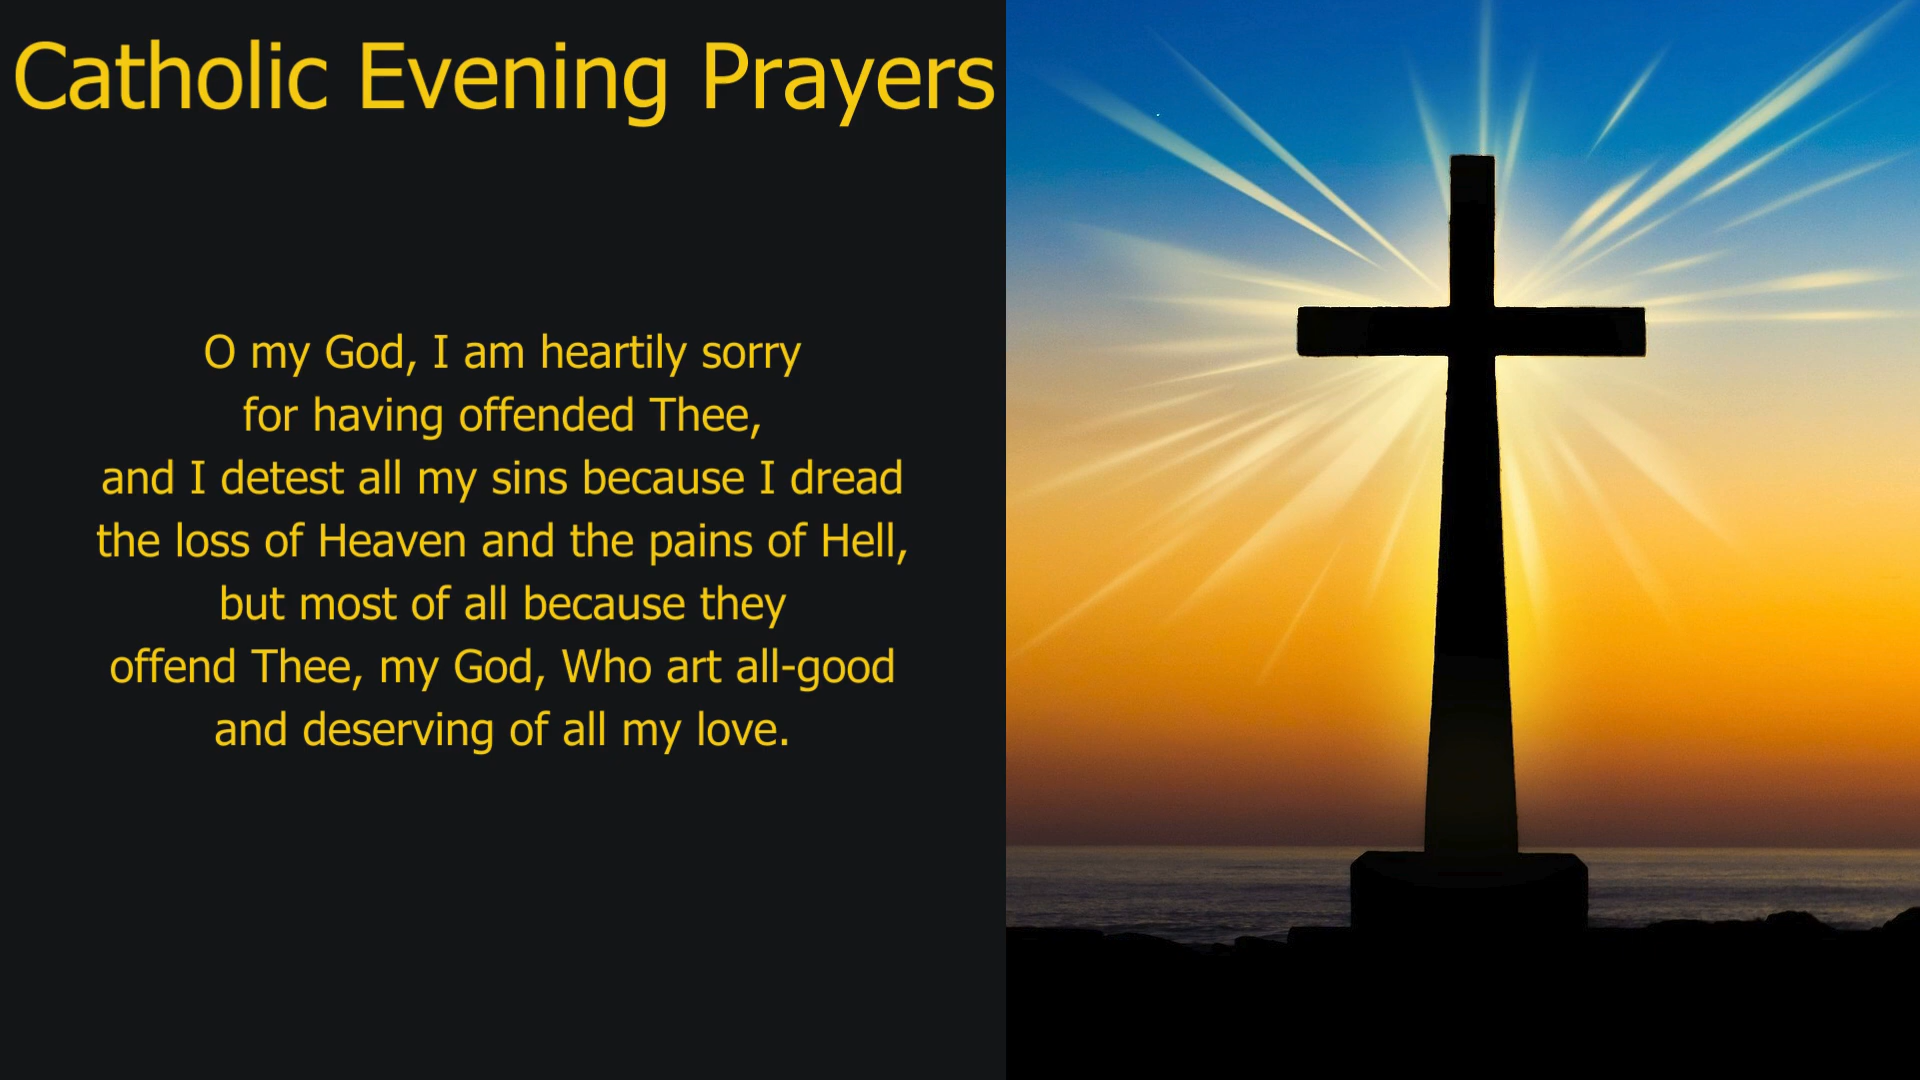 Catholic Evening Prayers
O my God, I am heartily sorry
for having offended Thee,
and I detest all my sins because I dread
the loss of Heaven and the pains of Hell,
but most of all because they
offend Thee, my God, Who art all-good
and deserving of all my love.